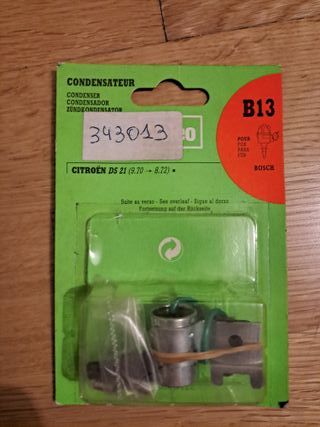 CONDENSATEUR
CONDENSER
CONDENSADOR
ZÜNDKONDENSATOR
343013
B13
POUR
FOR
PARA
FÜR
BOSCH
CITROËN DS 21 (9.70 → 8.72)
Suite au verso - See overleaf - Sigue al dorso
Fortsetzung auf der Rückseite